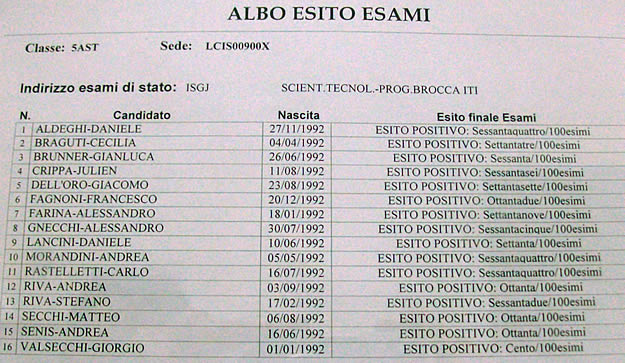 ALBO ESITO ESAMI
Classe: 5AST Sede: LCIS00900X
Indirizzo esami di stato: ISGJ SCIENT.TECNOL.-PROG.BROCCA ITI
N. Candidato Nascita Esito finale Esami
1 ALDEGHI-DANIELE 27/11/1992 ESITO POSITIVO: Sessantaquattro/100esimi
2 BRAGUTI-CECILIA 04/04/1992 ESITO POSITIVO: Settantatre/100esimi
3 BRUNNER-GIANLUCA 26/06/1992 ESITO POSITIVO: Sessanta/100esimi
4 CRIPPA-JULIEN 11/08/1992 ESITO POSITIVO: Sessantasei/100esimi
5 DELL'ORO-GIACOMO 23/08/1992 ESITO POSITIVO: Settantasette/100esimi
6 FAGNONI-FRANCESCO 20/12/1992 ESITO POSITIVO: Ottantadue/100esimi
7 FARINA-ALESSANDRO 18/01/1992 ESITO POSITIVO: Settantanove/100esimi
8 GNECCHI-ALESSANDRO 30/07/1992 ESITO POSITIVO: Sessantacinque/100esimi
9 LANCINI-DANIELE 10/06/1992 ESITO POSITIVO: Settanta/100esimi
10 MORANDINI-ANDREA 05/05/1992 ESITO POSITIVO: Sessantaquattro/100esimi
11 RASTELLETTI-CARLO 16/07/1992 ESITO POSITIVO: Sessantaquattro/100esimi
12 RIVA-ANDREA 03/09/1992 ESITO POSITIVO: Ottanta/100esimi
13 RIVA-STEFANO 17/02/1992 ESITO POSITIVO: Sessantadue/100esimi
14 SECCHI-MATTEO 06/08/1992 ESITO POSITIVO: Ottanta/100esimi
15 SENIS-ANDREA 16/06/1992 ESITO POSITIVO: Ottanta/100esimi
16 VALSECCHI-GIORGIO 01/01/1992 ESITO POSITIVO: Cento/100esimi